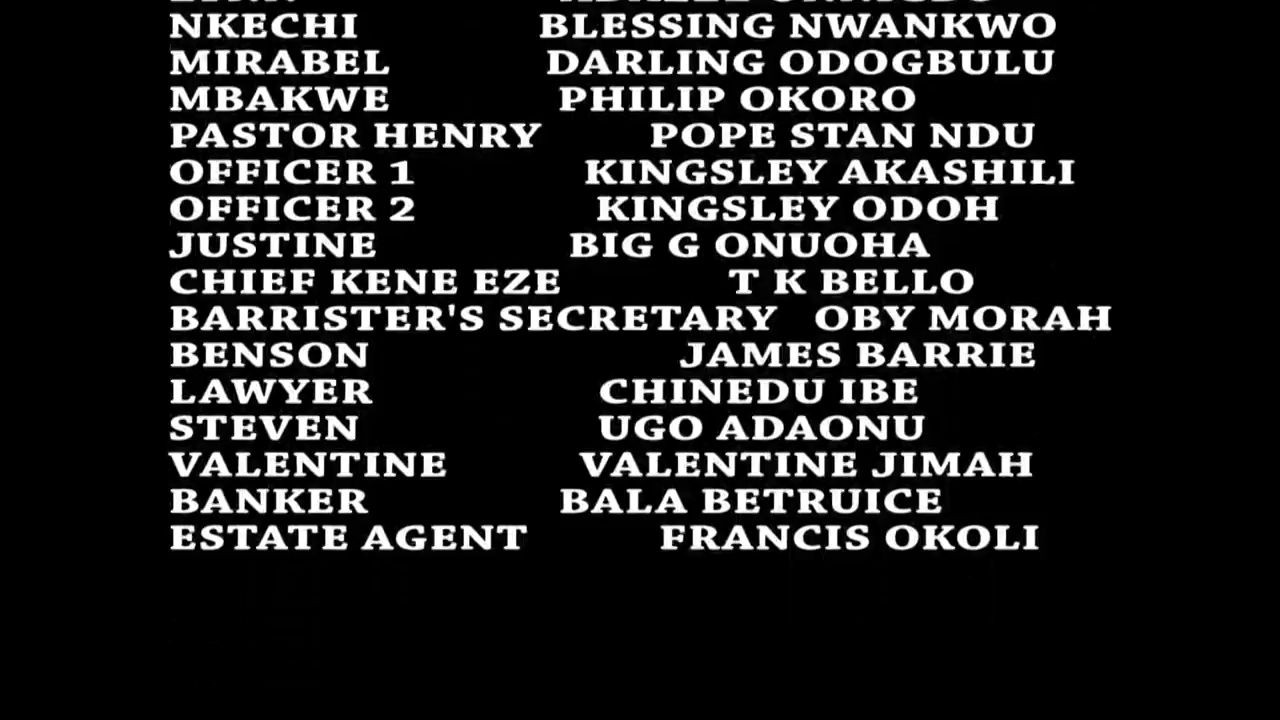 NKECHI BLESSING NWANKWO
MIRABEL DARLING ODOGBULU
MBAKWE PHILIP OKORO
PASTOR HENRY POPE STAN NDU
OFFICER 1 KINGSLEY AKASHILI
OFFICER 2 KINGSLEY ODOH
JUSTINE BIG G ONUOHA
CHIEF KENE EZE T K BELLO
BARRISTER'S SECRETARY OBY MORAH
BENSON JAMES BARRIE
LAWYER CHINEDU IBE
STEVEN UGO ADAONU
VALENTINE VALENTINE JIMAH
BANKER BALA BETRUICE
ESTATE AGENT FRANCIS OKOLI